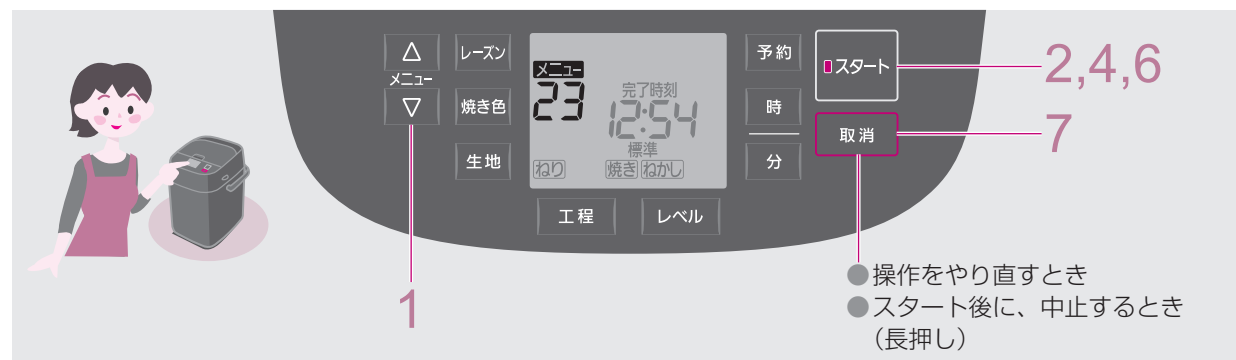 △
メニュー
▽
レーズン
焼き色
生地
メニュー
23
完了時刻
12:54
標準
ねり
焼き ねかし
工程
レベル
予約
時
分
スタート
取消
2,4,6
7
1
●操作をやり直すとき
●スタート後に、中止するとき
(長押し)